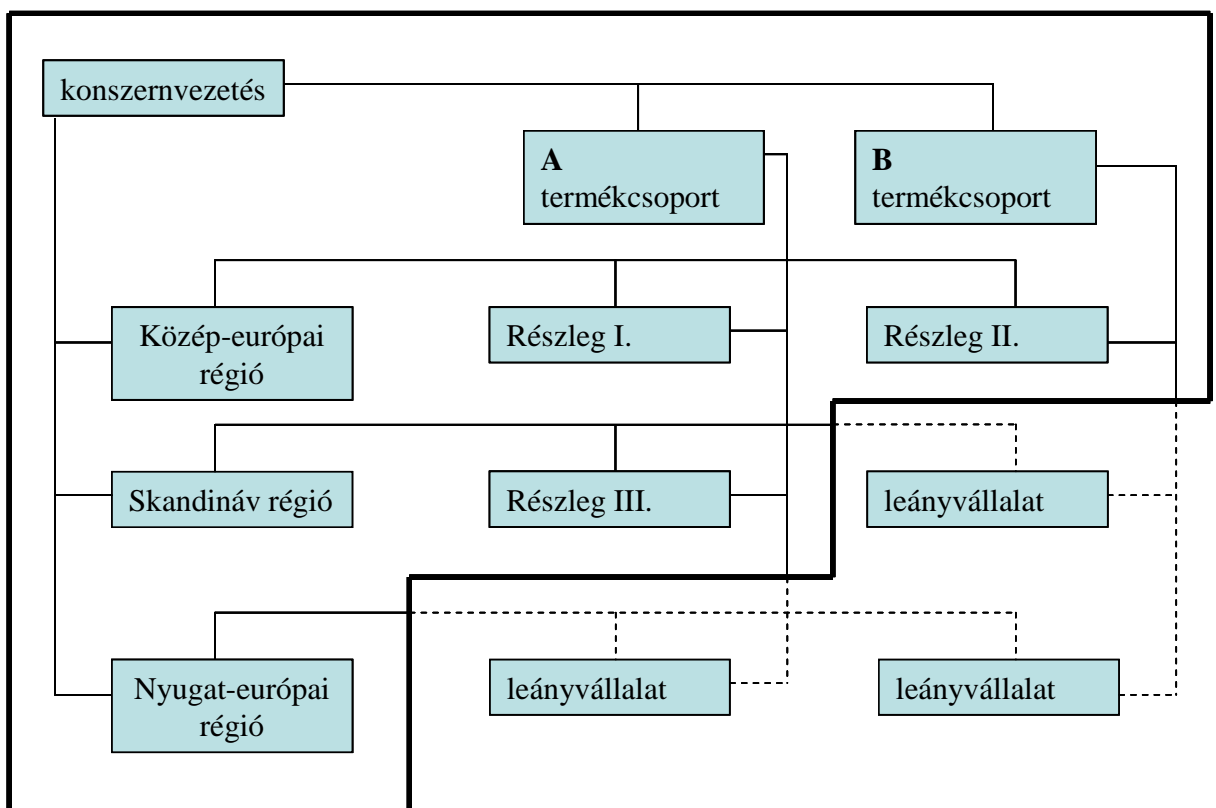 konszernvezetés
A
termékcsoport
B
termékcsoport
Közép-európai
régió
Részleg I.
Részleg II.
Skandináv régió
Részleg III.
leányvállalat
Nyugat-európai
régió
leányvállalat
leányvállalat